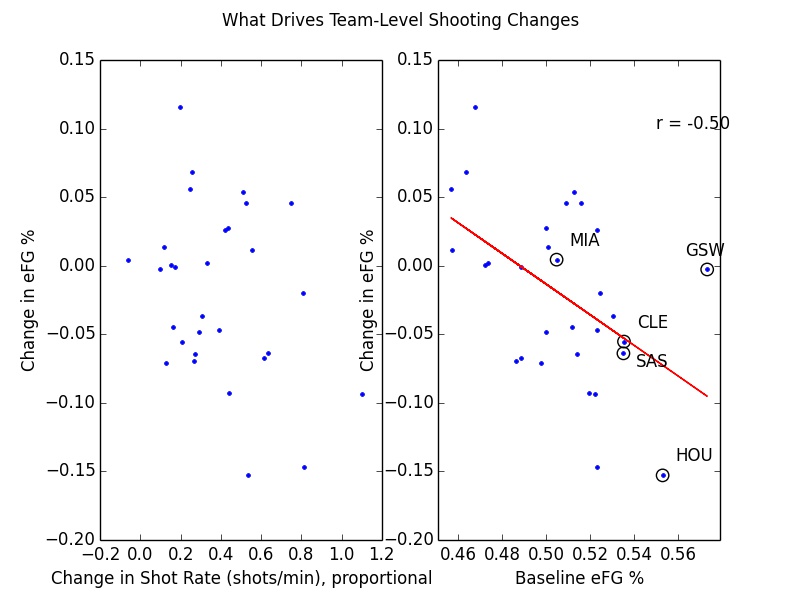 What Drives Team-Level Shooting Changes
0.15
0.10
0.05
0.00
−0.05
−0.10
−0.15
−0.20
Change in eFG %
−0.2 0.0 0.2 0.4 0.6 0.8 1.0 1.2
Change in Shot Rate (shots/min), proportional
0.15
0.10
0.05
0.00
−0.05
−0.10
−0.15
−0.20
Change in eFG %
r = -0.50
MIA
GSW
CLE
SAS
HOU
0.46 0.48 0.50 0.52 0.54 0.56
Baseline eFG %